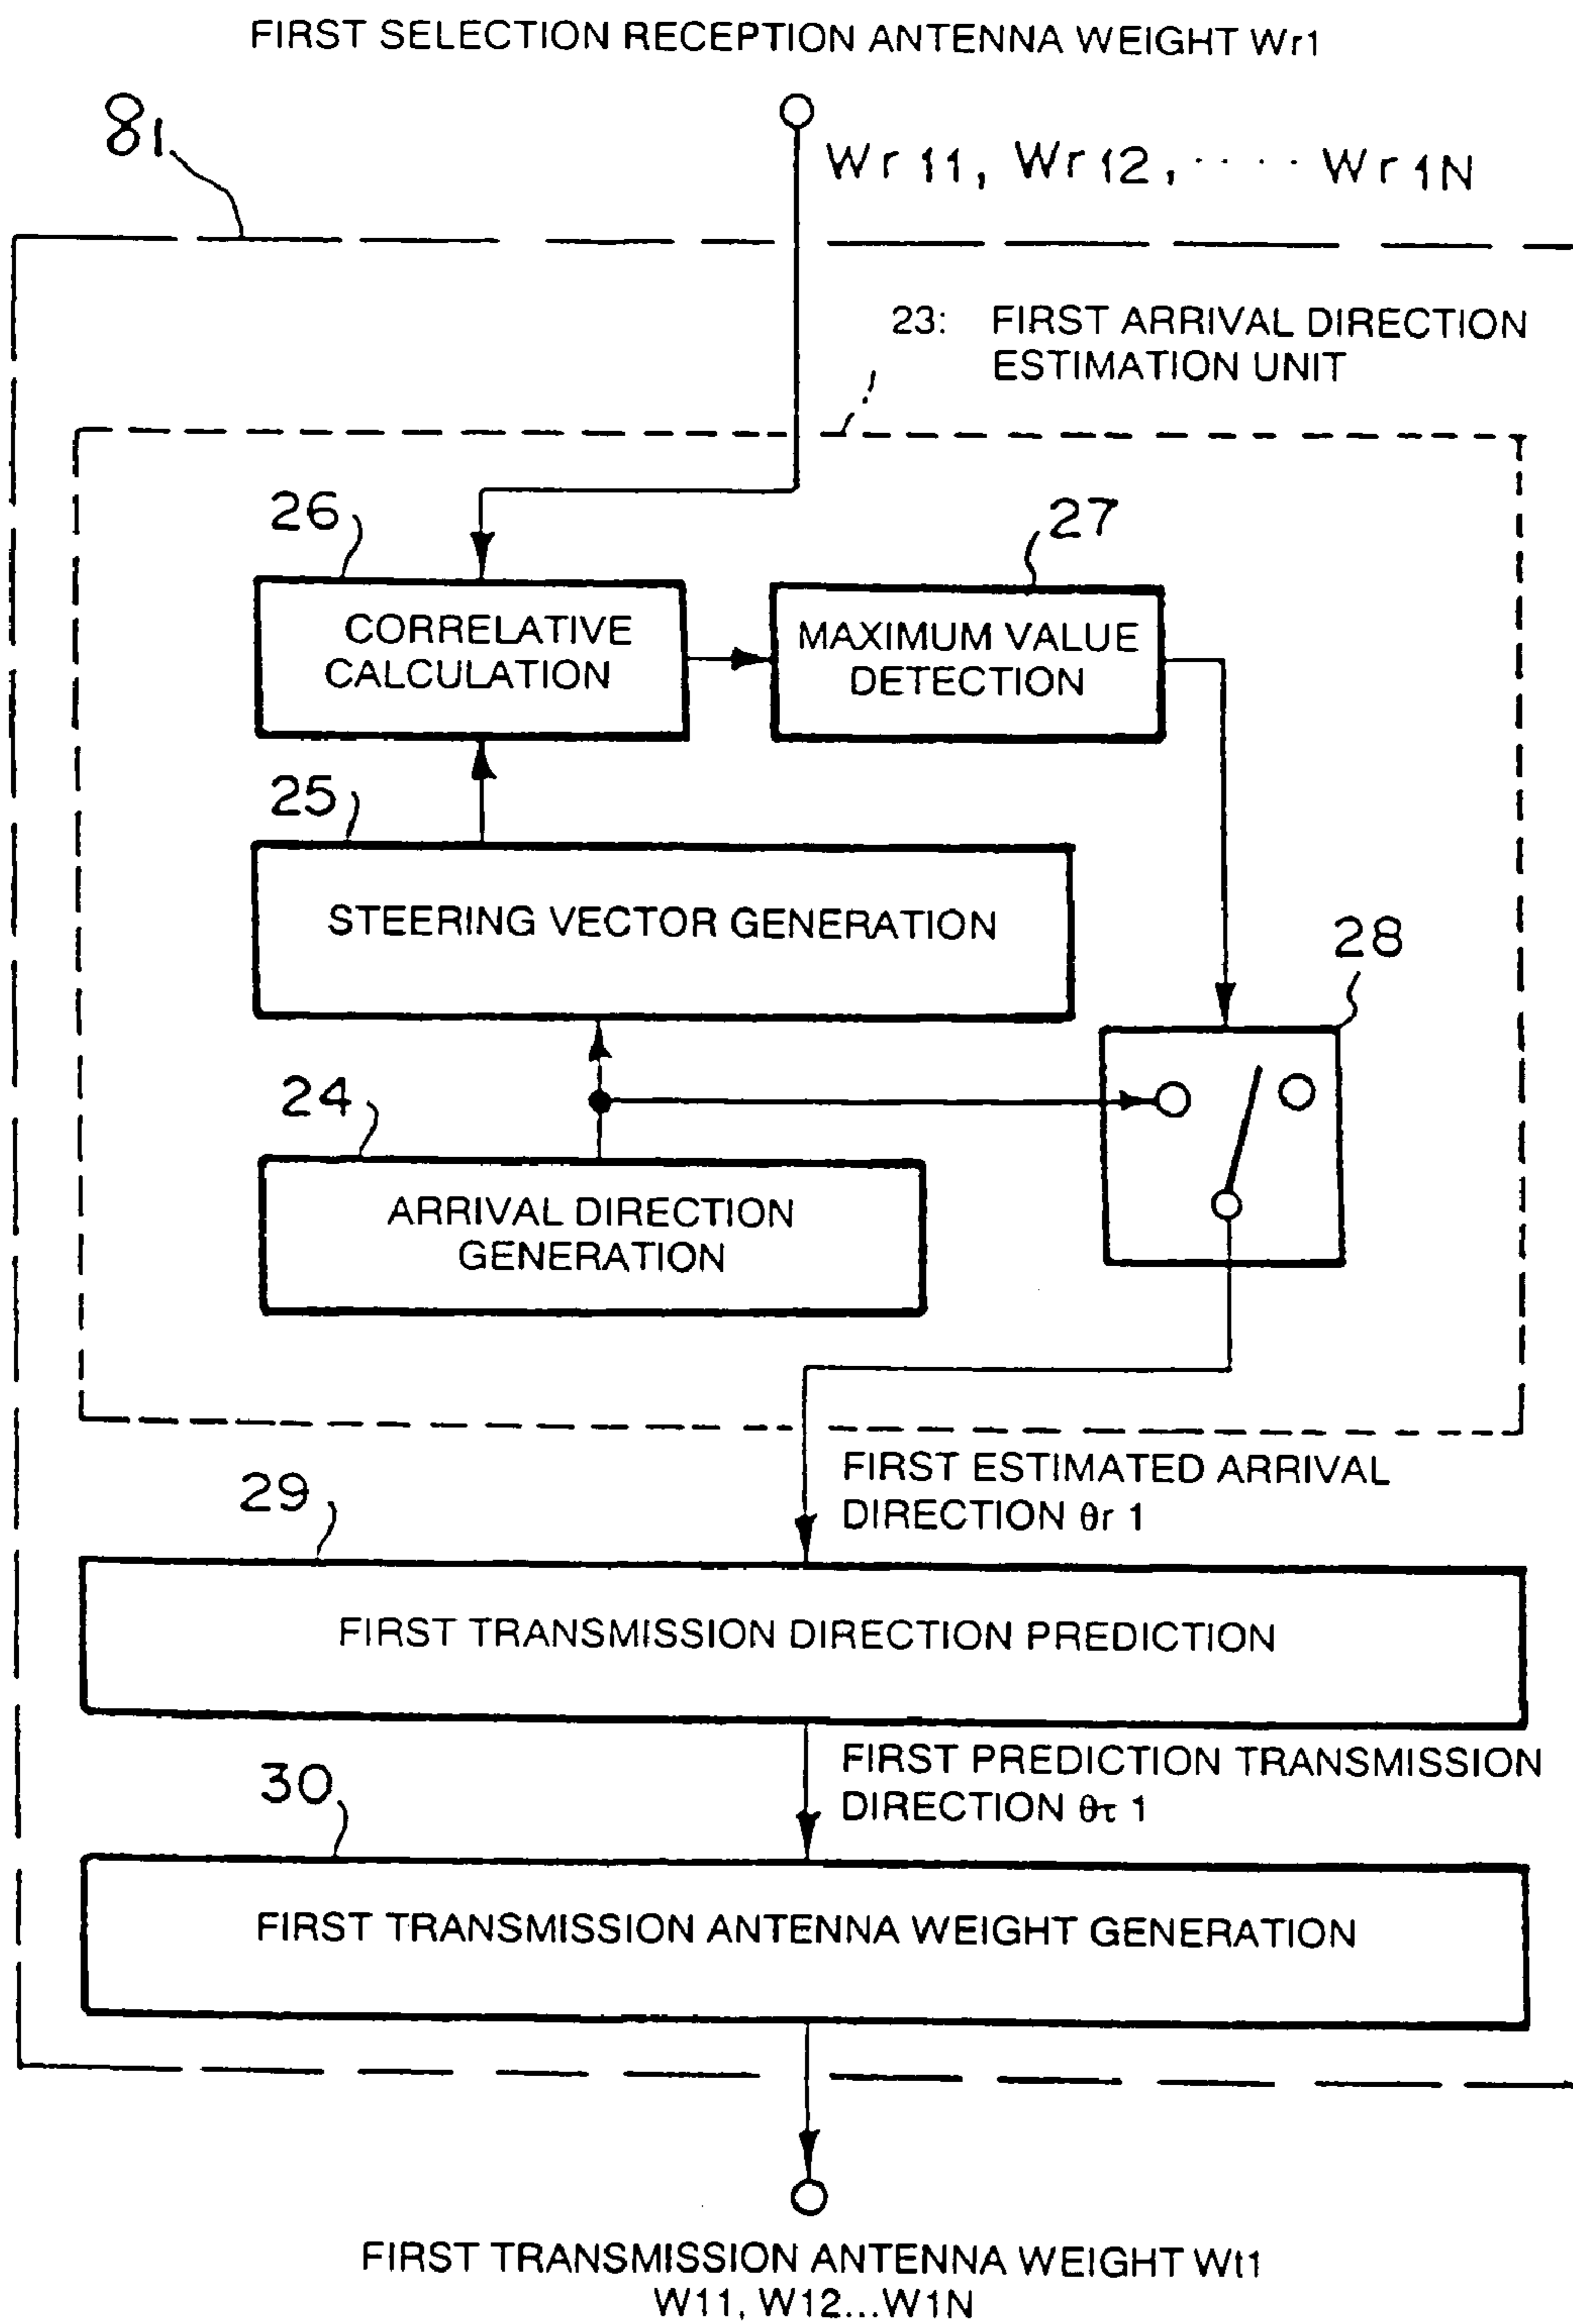 FIRST SELECTION RECEPTION ANTENNA WEIGHT Wr1
81
Wr11, Wr12, ···· Wr1N
23: FIRST ARRIVAL DIRECTION
ESTIMATION UNIT
26
27
CORRELATIVE
CALCULATION
MAXIMUM VALUE
DETECTION
25
STEERING VECTOR GENERATION
28
24
ARRIVAL DIRECTION
GENERATION
FIRST ESTIMATED ARRIVAL
DIRECTION θr 1
29
FIRST TRANSMISSION DIRECTION PREDICTION
FIRST PREDICTION TRANSMISSION
DIRECTION θτ 1
30
FIRST TRANSMISSION ANTENNA WEIGHT GENERATION
FIRST TRANSMISSION ANTENNA WEIGHT Wt1
W11, W12...W1N